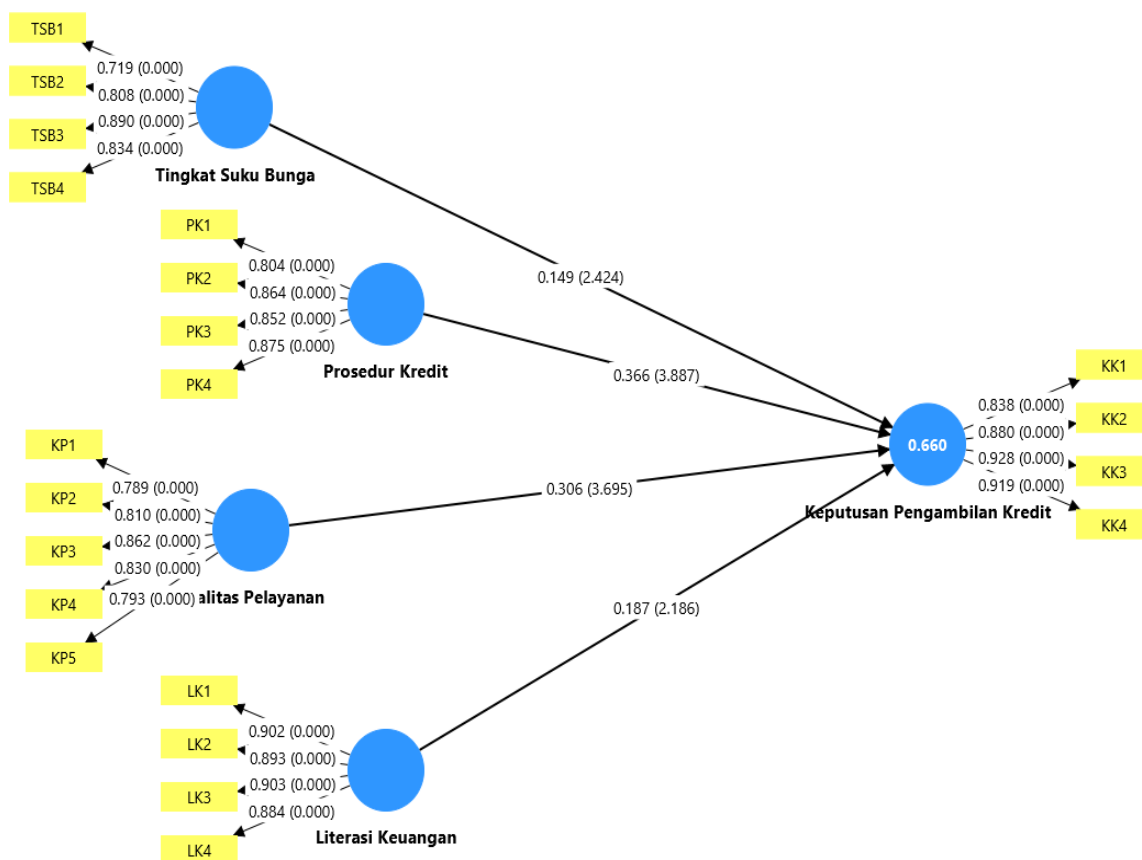 TSB1
0.719 (0.000)
TSB2
0.808 (0.000)
TSB3
0.890 (0.000)
TSB4
0.834 (0.000)
Tingkat Suku Bunga
0.149 (2.424)
PK1
0.804 (0.000)
PK2
0.864 (0.000)
PK3
0.852 (0.000)
PK4
0.875 (0.000)
Prosedur Kredit
0.366 (3.887)
KP1
0.789 (0.000)
KP2
0.810 (0.000)
KP3
0.862 (0.000)
KP4
0.830 (0.000)
KP5
0.793 (0.000)
alitas Pelayanan
0.306 (3.695)
LK1
0.902 (0.000)
LK2
0.893 (0.000)
LK3
0.903 (0.000)
LK4
0.884 (0.000)
Literasi Keuangan
0.187 (2.186)
0.660
Keputusan Pengambilan Kredit
KK1
0.838 (0.000)
KK2
0.880 (0.000)
KK3
0.928 (0.000)
KK4
0.919 (0.000)